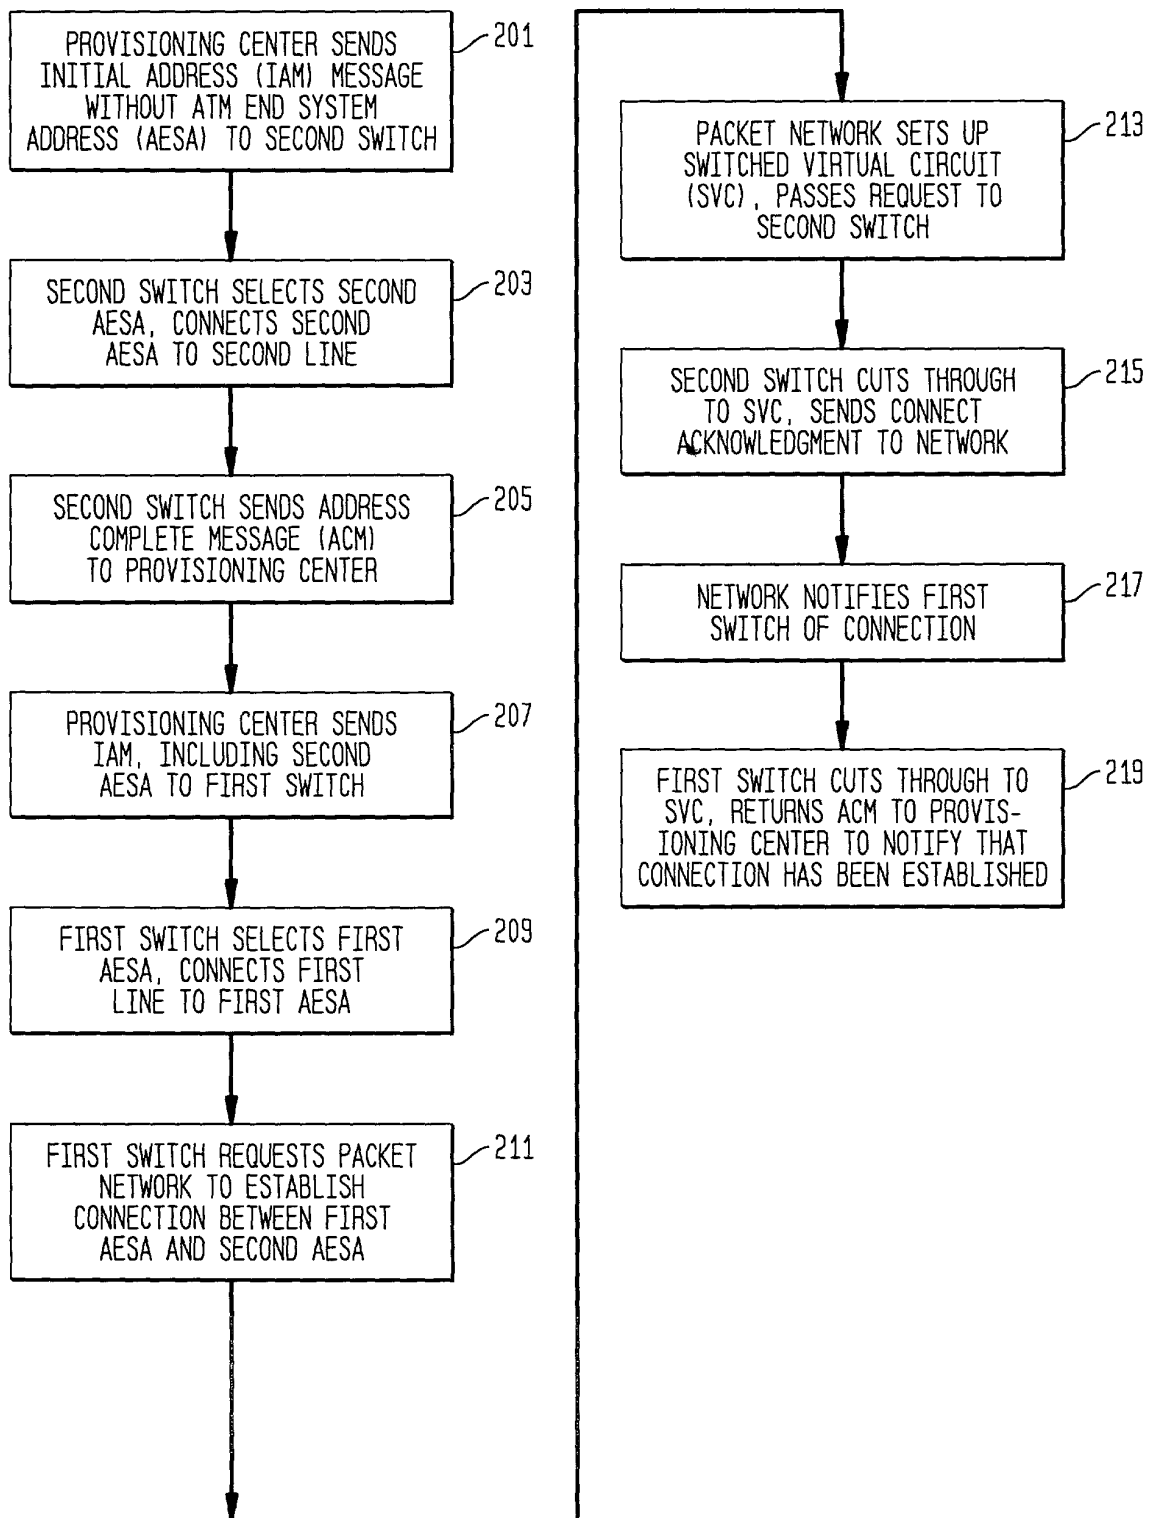 PROVISIONING CENTER SENDS
INITIAL ADDRESS (IAM) MESSAGE
WITHOUT ATM END SYSTEM
ADDRESS (AESA) TO SECOND SWITCH
201
SECOND SWITCH SELECTS SECOND
AESA, CONNECTS SECOND
AESA TO SECOND LINE
203
SECOND SWITCH SENDS ADDRESS
COMPLETE MESSAGE (ACM)
TO PROVISIONING CENTER
205
PROVISIONING CENTER SENDS
IAM, INCLUDING SECOND
AESA TO FIRST SWITCH
207
FIRST SWITCH SELECTS FIRST
AESA, CONNECTS FIRST
LINE TO FIRST AESA
209
FIRST SWITCH REQUESTS PACKET
NETWORK TO ESTABLISH
CONNECTION BETWEEN FIRST
AESA AND SECOND AESA
211
PACKET NETWORK SETS UP
SWITCHED VIRTUAL CIRCUIT
(SVC), PASSES REQUEST TO
SECOND SWITCH
213
SECOND SWITCH CUTS THROUGH
TO SVC, SENDS CONNECT
ACKNOWLEDGMENT TO NETWORK
215
NETWORK NOTIFIES FIRST
SWITCH OF CONNECTION
217
FIRST SWITCH CUTS THROUGH TO
SVC, RETURNS ACM TO PROVIS-
IONING CENTER TO NOTIFY THAT
CONNECTION HAS BEEN ESTABLISHED
219